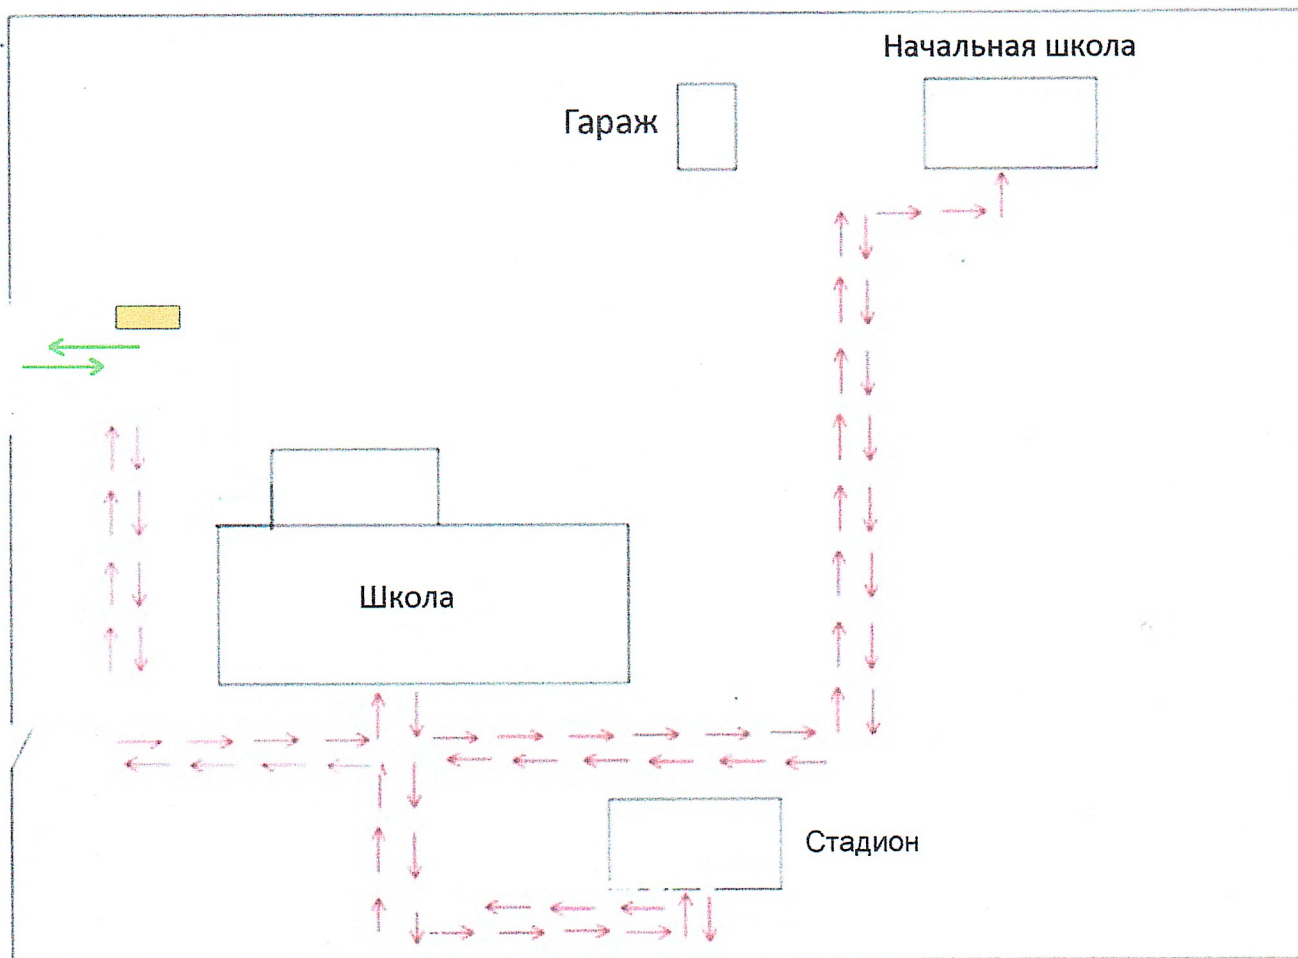 Начальная школа
Гараж
Школа
Стадион